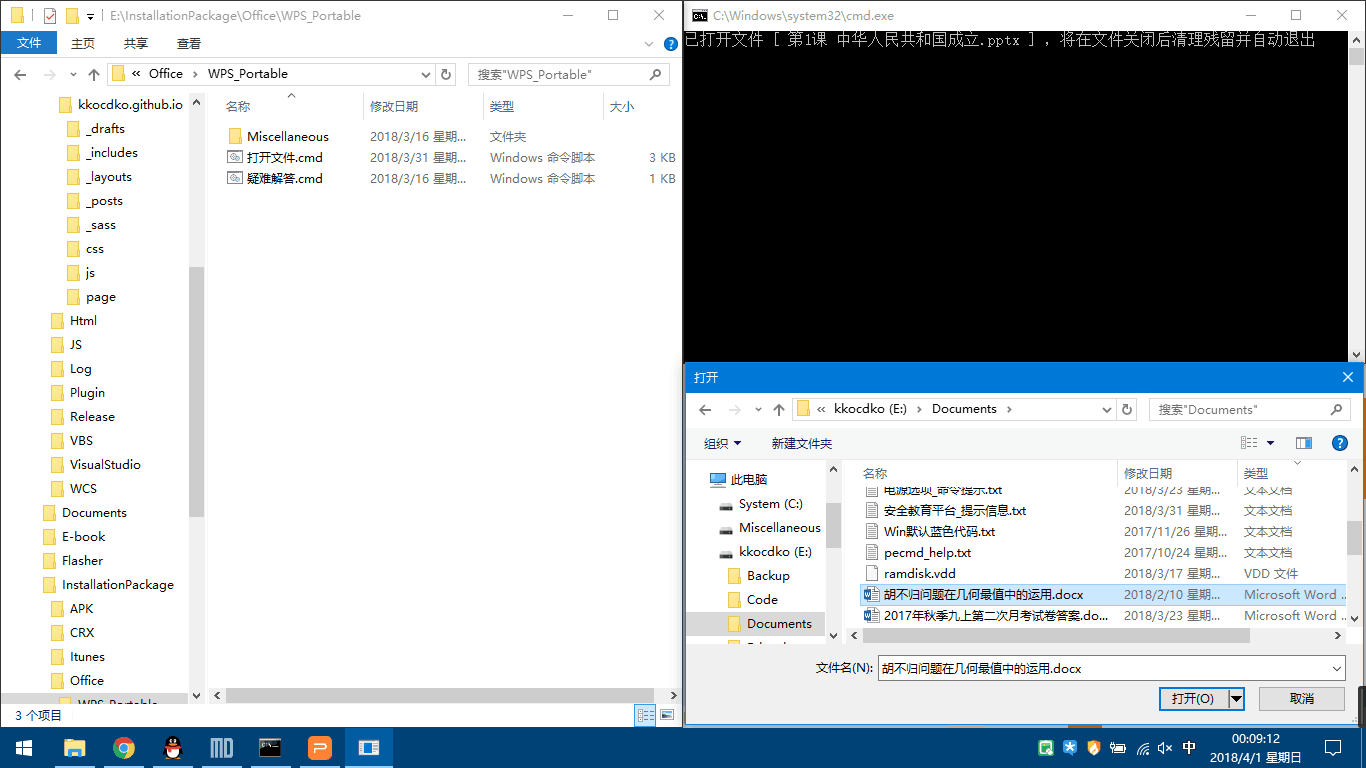 E:\InstallationPackage\Office\WPS_Portable
文件 主页 共享 查看
« Office › WPS_Portable
搜索"WPS_Portable"
kkocdko.github.io
_drafts
_includes
_layouts
_posts
_sass
css
js
page
Html
JS
Log
Plugin
Release
VBS
VisualStudio
WCS
Documents
E-book
Flasher
InstallationPackage
APK
CRX
Itunes
Office
WPS_Portable
名称 修改日期 类型 大小
Miscellaneous 2018/3/16 星期... 文件夹
打开文件.cmd 2018/3/31 星期... Windows 命令脚本 3 KB
疑难解答.cmd 2018/3/16 星期... Windows 命令脚本 1 KB
3 个项目
C:\Windows\system32\cmd.exe
已打开文件 [ 第1课 中华人民共和国成立.pptx ] ，将在文件关闭后清理残留并自动退出
打开
« kkocdko (E:) › Documents ›
搜索"Documents"
组织 新建文件夹
此电脑
System (C:)
Miscellaneous
kkocdko (E:)
Backup
Code
Documents
名称 修改日期 类型
电源选项_命令提示.txt 2018/3/23 星期... 文本文档
安全教育平台_提示信息.txt 2018/3/31 星期... 文本文档
Win默认蓝色代码.txt 2017/11/26 星期... 文本文档
pecmd_help.txt 2017/10/24 星期... 文本文档
ramdisk.vdd 2018/3/17 星期... VDD 文件
胡不归问题在几何最值中的运用.docx 2018/2/10 星期... Microsoft Word ..
2017年秋季九上第二次月考试卷答案.do... 2018/3/23 星期... Microsoft Word ..
文件名(N): 胡不归问题在几何最值中的运用.docx
打开(O) 取消
MD
中
00:09:12
2018/4/1 星期日